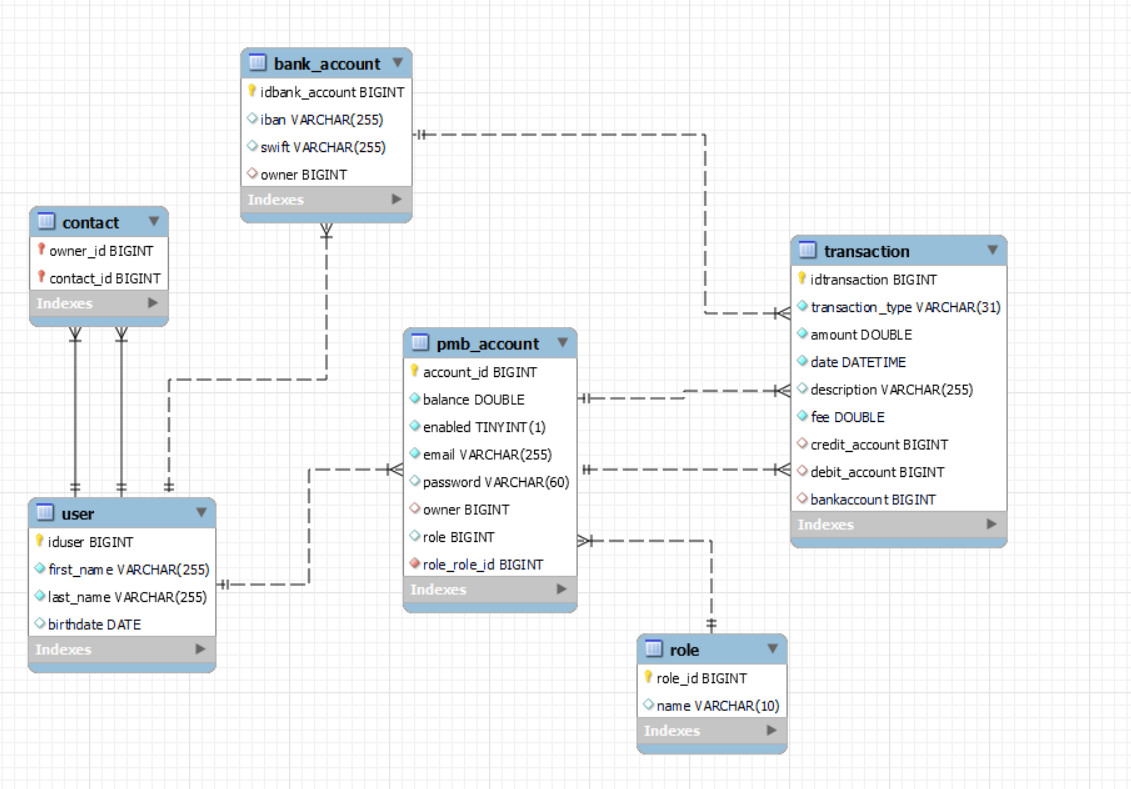 bank_account
idbank_account BIGINT
iban VARCHAR(255)
swift VARCHAR(255)
owner BIGINT
Indexes
contact
owner_id BIGINT
contact_id BIGINT
Indexes
transaction
idtransaction BIGINT
transaction_type VARCHAR(31)
amount DOUBLE
date DATETIME
description VARCHAR(255)
fee DOUBLE
credit_account BIGINT
debit_account BIGINT
bankaccount BIGINT
Indexes
pmb_account
account_id BIGINT
balance DOUBLE
enabled TINYINT(1)
email VARCHAR(255)
password VARCHAR(60)
owner BIGINT
role BIGINT
role_role_id BIGINT
Indexes
user
iduser BIGINT
first_name VARCHAR(255)
last_name VARCHAR(255)
birthdate DATE
Indexes
role
role_id BIGINT
name VARCHAR(10)
Indexes